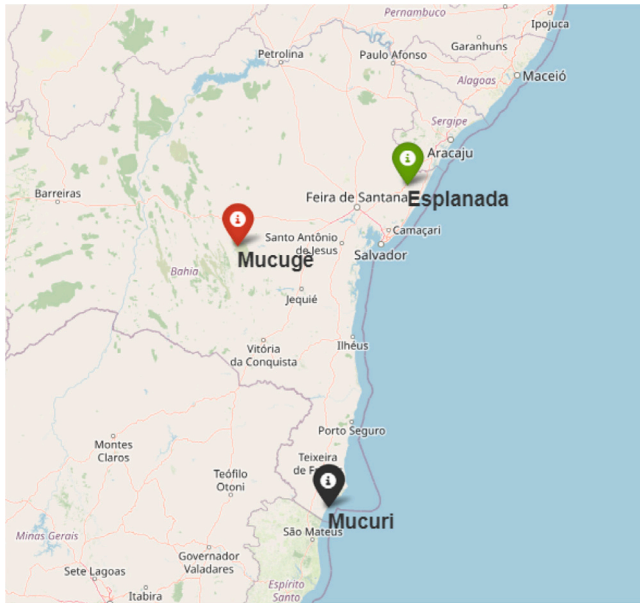 Pernambuco
Ipojuca
Garanhuns
Petrolina
Paulo Afonso
Maceió
Alagoas
Sergipe
Aracaju
Barreiras
Feira de Santana
Esplanada
Camaçari
Santo Antônio
de Jesus
Salvador
Mucugê
Bahia
Jequié
Ilhéus
Vitória
da Conquista
Porto Seguro
Montes
Claros
Teixeira
de F
Teófilo
Otoni
Mucuri
São Mateus
Minas Gerais
Governador
Valadares
Sete Lagoas
Espírito
Santo
Itabira